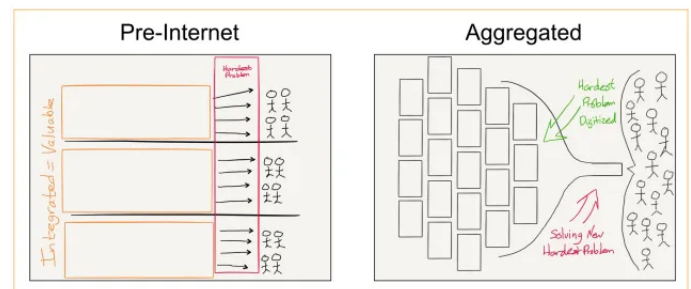 Pre-Internet
Aggregated
Hardest
Problem
Integrated = Valuable
Hardest
Problem
Digitized
Solving New
Hardest Problem